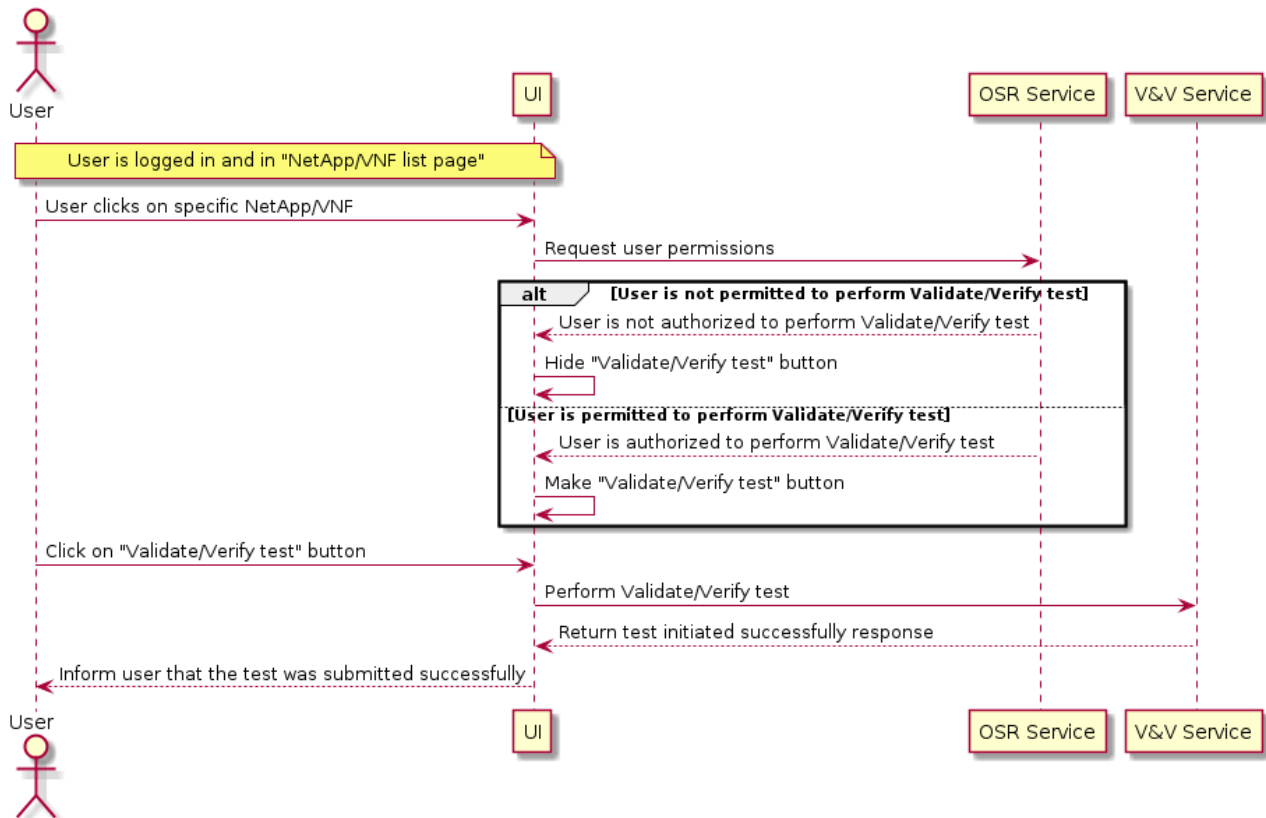 User
UI
OSR Service
V&V Service
User is logged in and in "NetApp/VNF list page"
User clicks on specific NetApp/VNF
Request user permissions
alt
[User is not permitted to perform Validate/Verify test]
User is not authorized to perform Validate/Verify test
Hide "Validate/Verify test" button
[User is permitted to perform Validate/Verify test]
User is authorized to perform Validate/Verify test
Make "Validate/Verify test" button
Click on "Validate/Verify test" button
Perform Validate/Verify test
Return test initiated successfully response
Inform user that the test was submitted successfully
User
UI
OSR Service
V&V Service